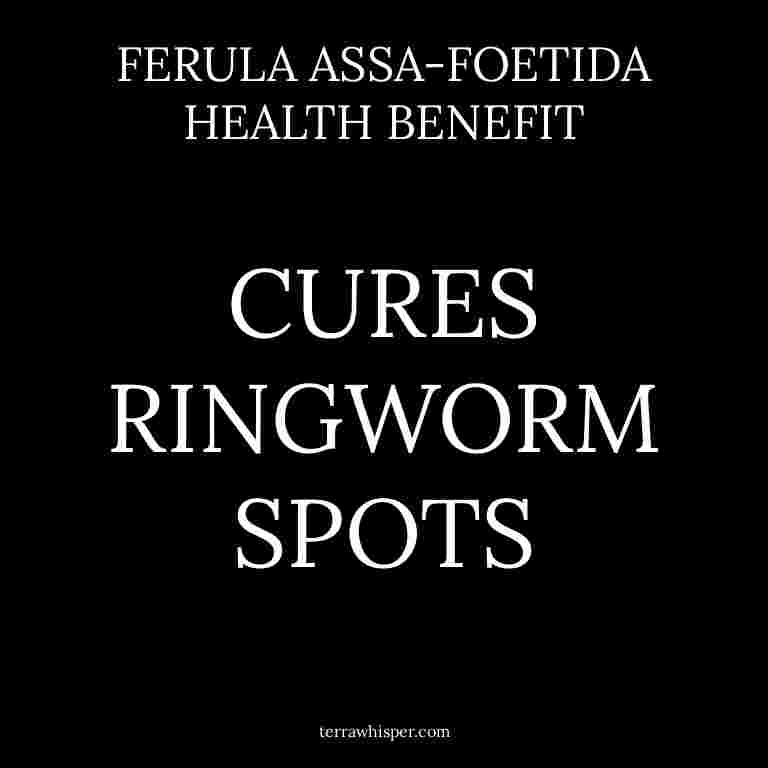 FERULA ASSA-FOETIDA
HEALTH BENEFIT
CURES
RINGWORM
SPOTS
terrawhisper.com